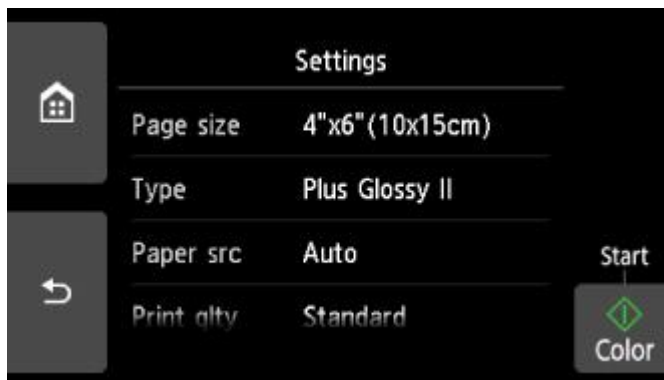 Settings
Page size 4"x6"(10x15cm)
Type Plus Glossy II
Paper src Auto
Print qlty Standard
Start
Color